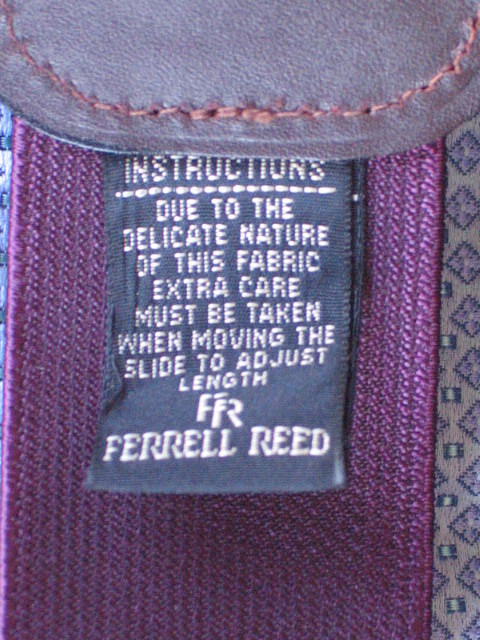 INSTRUCTIONS
DUE TO THE
DELICATE NATURE
OF THIS FABRIC
EXTRA CARE
MUST BE TAKEN
WHEN MOVING THE
SLIDE TO ADJUST
LENGTH
FR
FERRELL REED